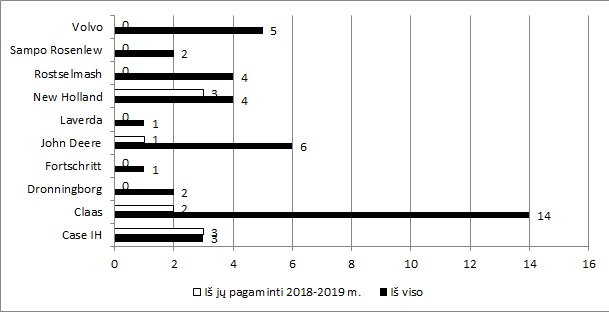 Volvo 0 5
Sampo Rosenlew 0 2
Rostselmash 0 4
New Holland 3 4
Laverda 0 1
John Deere 1 6
Fortschritt 0 1
Dronningborg 0 2
Claas 2 14
Case IH 3 3
0 2 4 6 8 10 12 14 16
Iš jų pagaminti 2018-2019 m. Iš viso